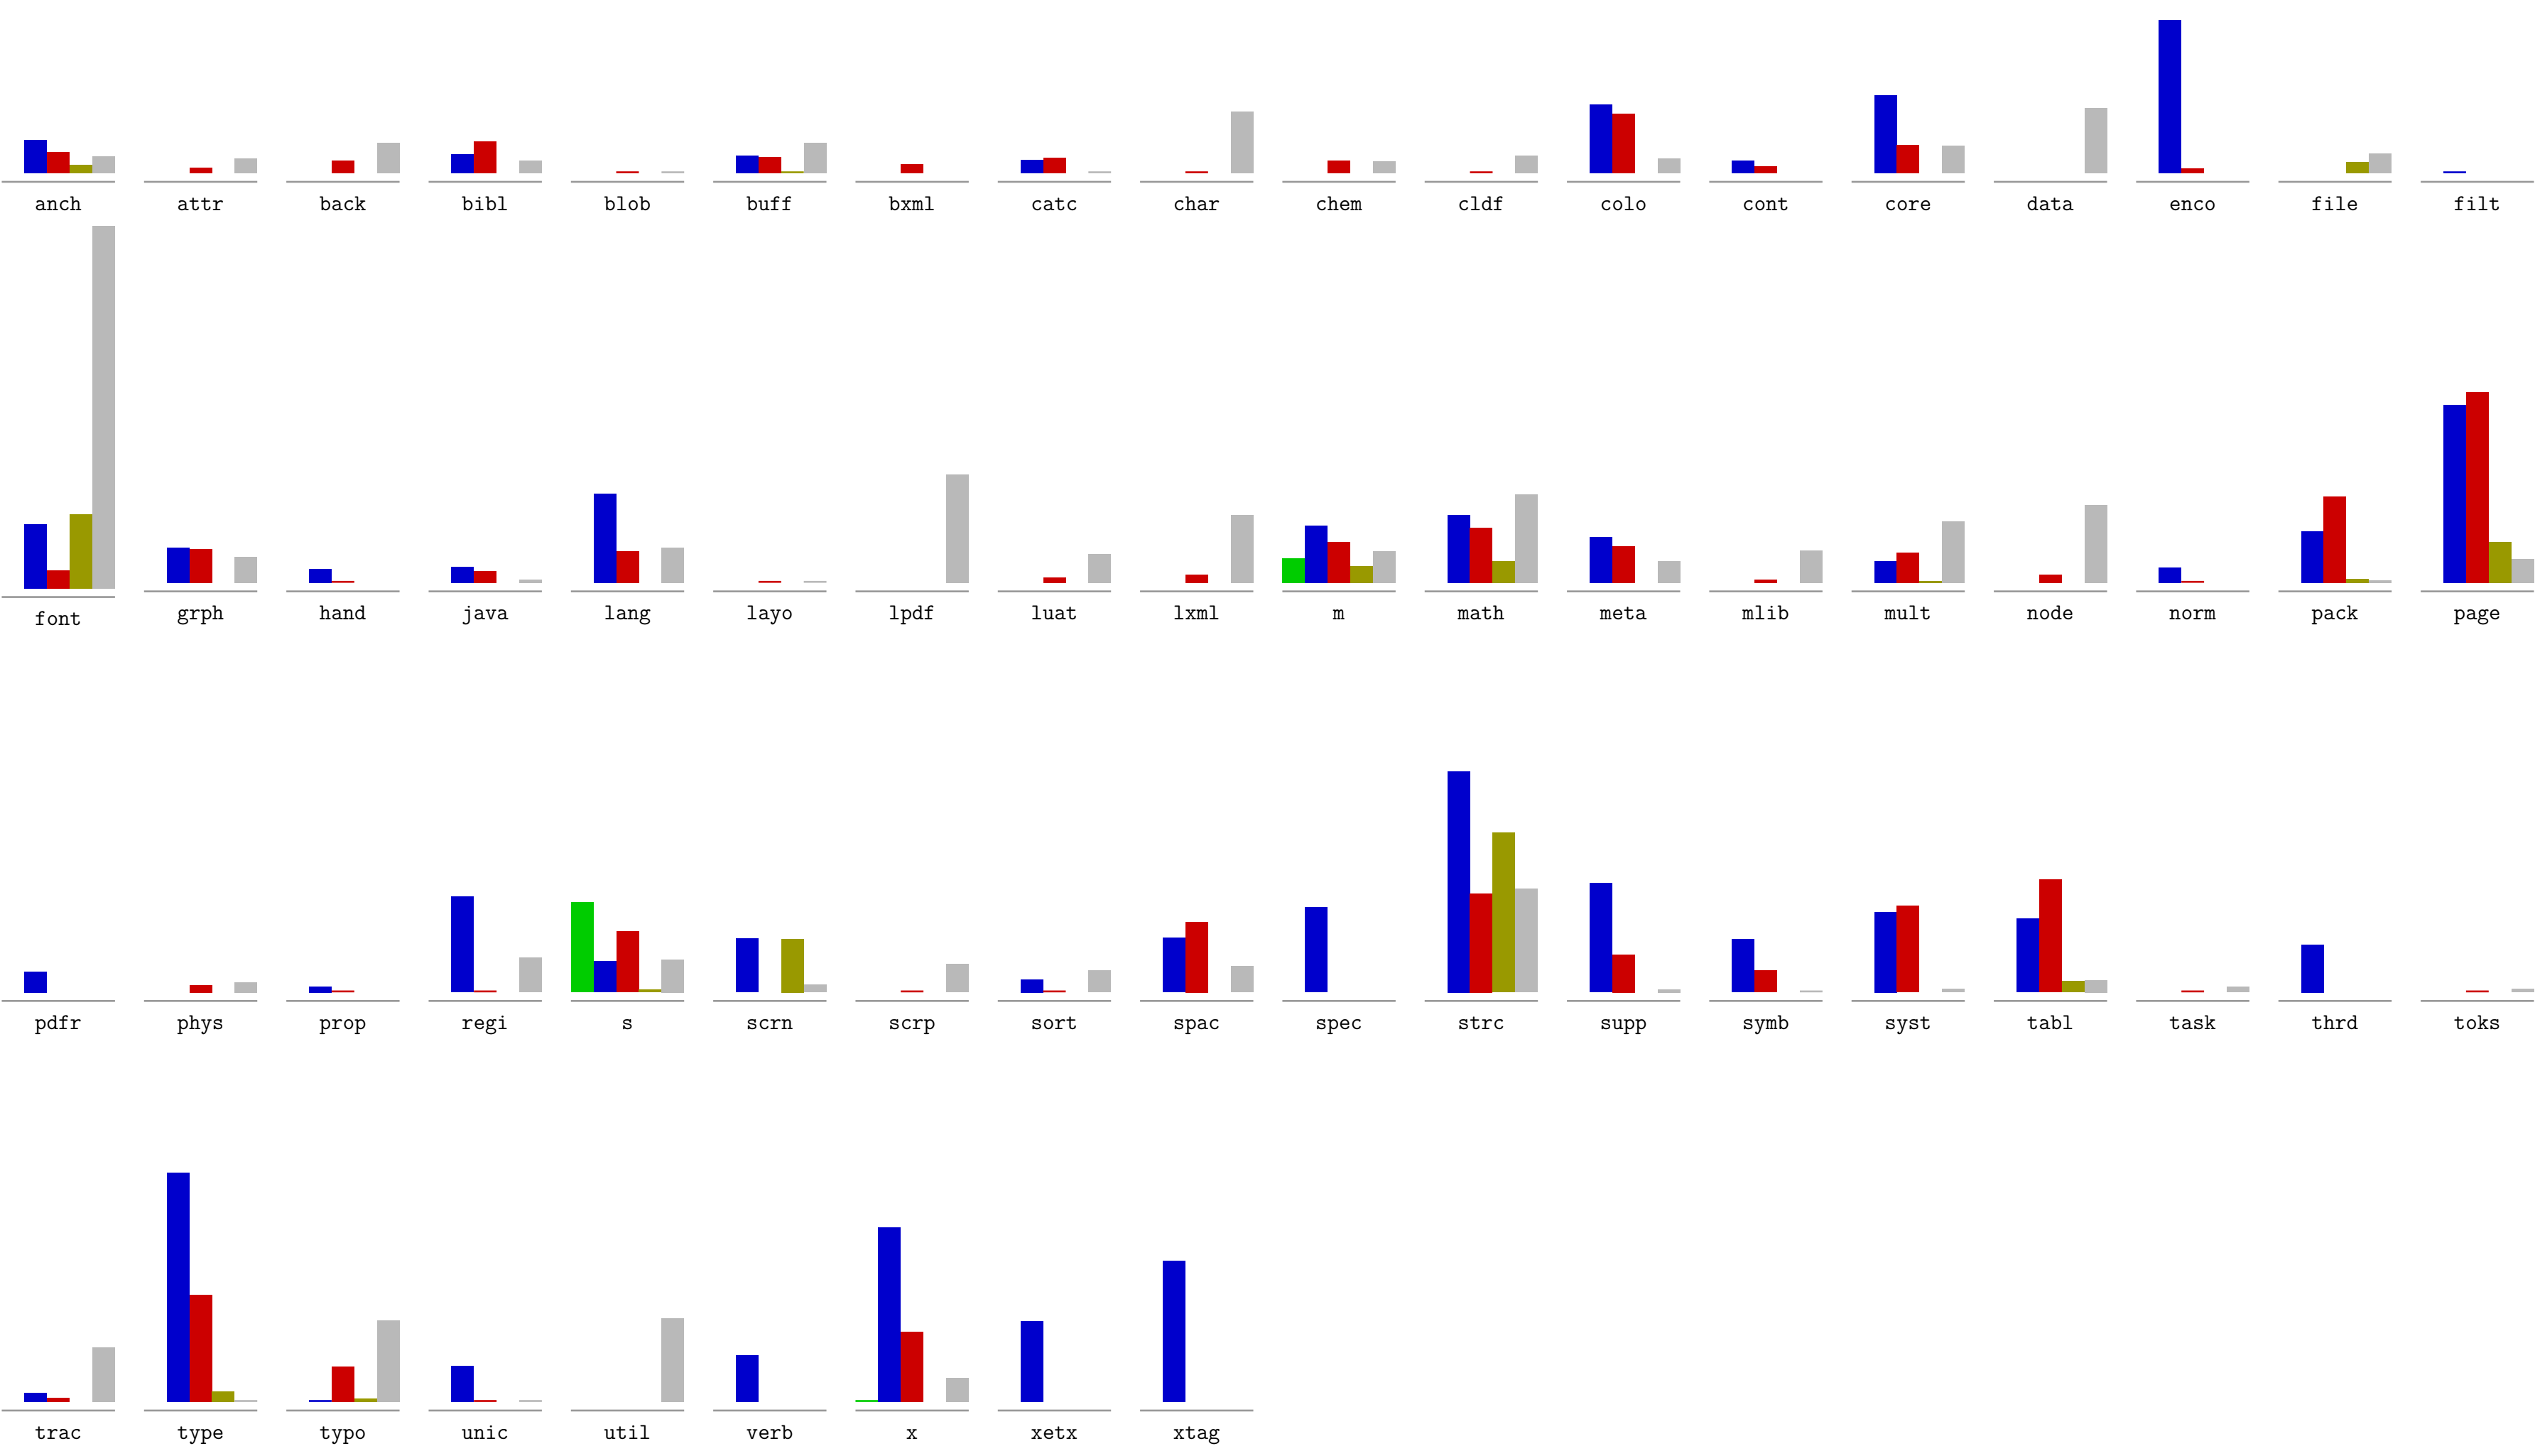 anch attr back bibl blob buff bxml catc char chem cldf colo cont core data enco file filt
font grph hand java lang layo lpdf luat lxml m math meta mlib mult node norm pack page
pdfr phys prop regi s scrn scrp sort spac spec strc supp symb syst tabl task thrd toks
trac type typo unic util verb x xetx xtag